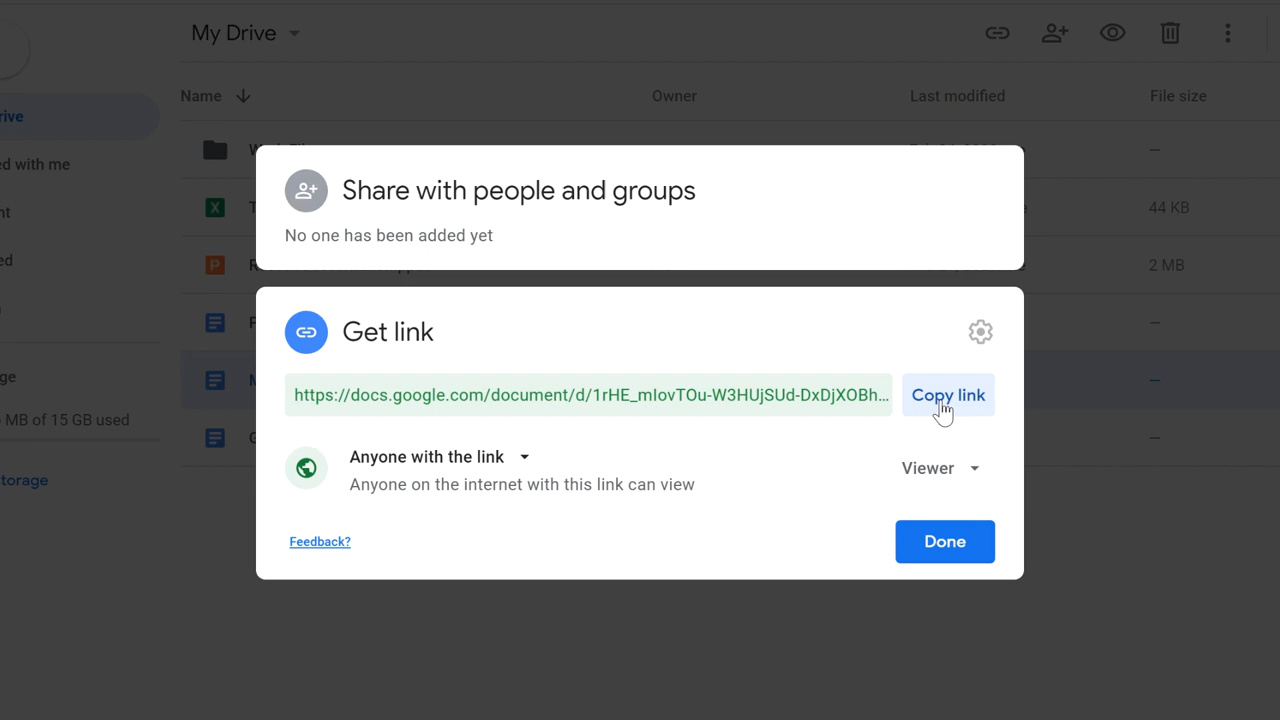 My Drive
Name
Owner
Last modified
File size
rive
ed with me
–
nt
X
44 KB
ed
P
2 MB
–
ge
–
MB of 15 GB used
–
torage
Share with people and groups
No one has been added yet
Get link
https://docs.google.com/document/d/1rHE_mIovTOu-W3HUjSUd-DxDjXOBh...
Copy link
Anyone with the link
Anyone on the internet with this link can view
Viewer
Feedback?
Done